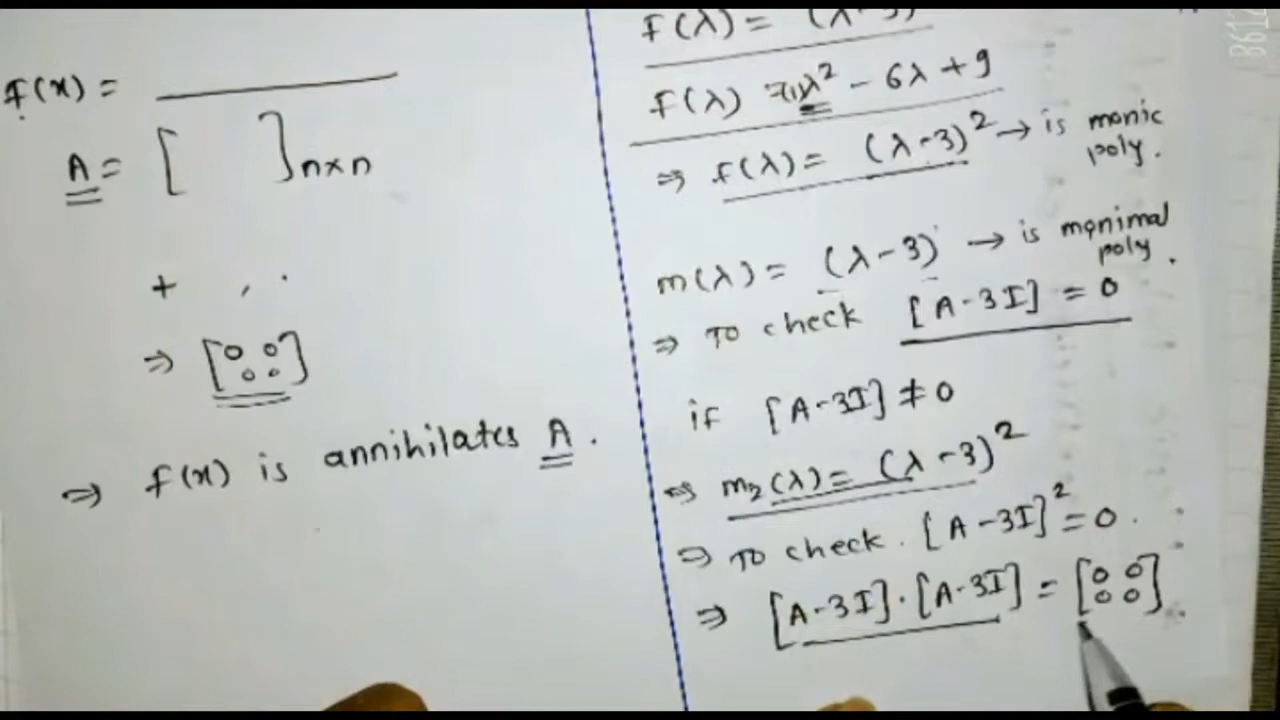 f(x) =
A = [ ]n×n
+ , .
⇒ [0 0
0 0]
⇒ f(x) is annihilates A.
f(λ) = (λ-3)
f(λ) = λ² - 6λ + 9
⇒ f(λ) = (λ-3)² → is monic
poly.
m(λ) = (λ-3) → is monimal
poly.
⇒ To check [A-3I] = 0
if [A-3I] ≠ 0
⇒ m₂(λ) = (λ-3)²
⇒ To check. [A-3I]² = 0.
⇒ [A-3I]·[A-3I] = [0 0
0 0]